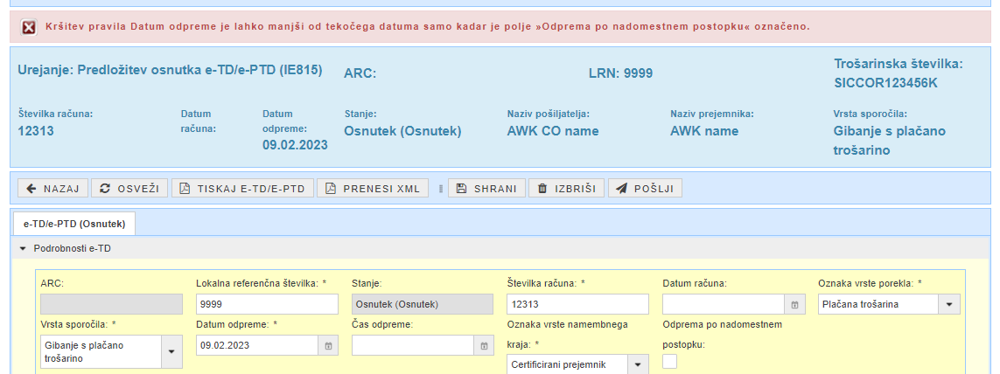 Kršitev pravila Datum odpreme je lahko manjši od tekočega datuma samo kadar je polje »Odprema po nadomestnem postopku« označeno.
Urejanje: Predložitev osnutka e-TD/e-PTD (IE815)
ARC:
LRN: 9999
Trošarinska številka:
SICCOR123456K
Številka računa:
12313
Datum
računa:
Datum
odpreme:
09.02.2023
Stanje:
Osnutek (Osnutek)
Naziv pošiljatelja:
AWK CO name
Naziv prejemnika:
AWK name
Vrsta sporočila:
Gibanje s plačano
trošarino
NAZAJ
OSVEŽI
TISKAJ E-TD/E-PTD
PRENESI XML
SHRANI
IZBRIŠI
POŠLJI
e-TD/e-PTD (Osnutek)
Podrobnosti e-TD
ARC:
Lokalna referenčna številka: *
9999
Stanje:
Osnutek (Osnutek)
Številka računa: *
12313
Datum računa:
Oznaka vrste porekla: *
Plačana trošarina
Vrsta sporočila: *
Gibanje s plačano
trošarino
Datum odpreme: *
09.02.2023
Čas odpreme:
Oznaka vrste namembnega
kraja: *
Certificirani prejemnik
Odprema po nadomestnem
postopku: